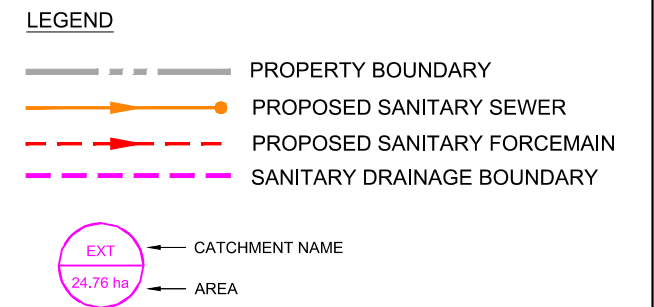 LEGEND
PROPERTY BOUNDARY
PROPOSED SANITARY SEWER
PROPOSED SANITARY FORCEMAIN
SANITARY DRAINAGE BOUNDARY
EXT
CATCHMENT NAME
24.76 ha
AREA